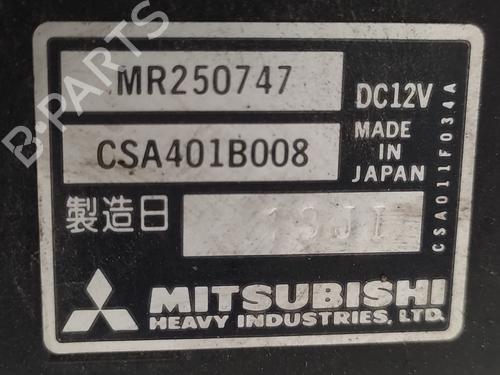 B-PARTS
MR250747
DC12V
CSA401B008
MADE
IN
JAPAN
CSA011F034A
製造日
MITSUBISHI
HEAVY INDUSTRIES, LTD.